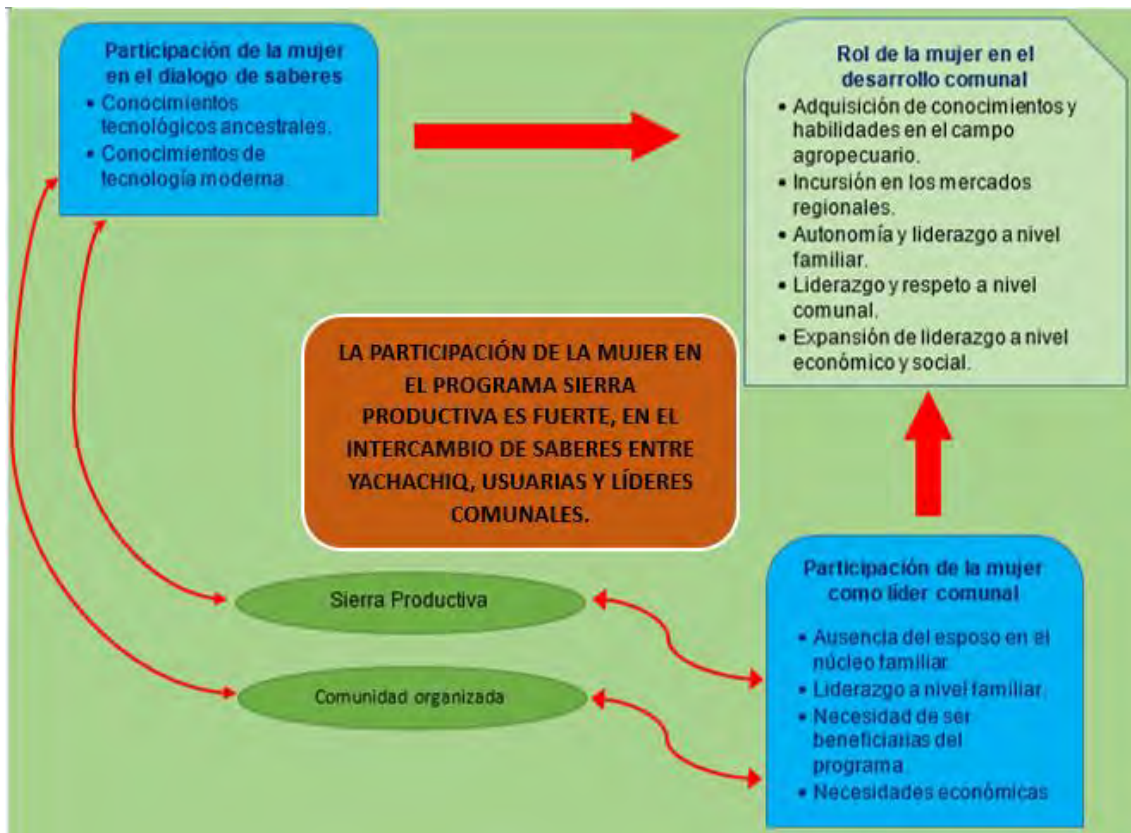 Participación de la mujer
en el dialogo de saberes
• Conocimientos
tecnológicos ancestrales.
• Conocimientos de
tecnología moderna.
Rol de la mujer en el
desarrollo comunal
• Adquisición de conocimientos y
habilidades en el campo
agropecuario.
• Incursión en los mercados
regionales.
• Autonomía y liderazgo a nivel
familiar.
• Liderazgo y respeto a nivel
comunal.
• Expansión de liderazgo a nivel
económico y social.
LA PARTICIPACIÓN DE LA MUJER EN
EL PROGRAMA SIERRA
PRODUCTIVA ES FUERTE, EN EL
INTERCAMBIO DE SABERES ENTRE
YACHACHIQ, USUARIAS Y LÍDERES
COMUNALES.
Sierra Productiva
Comunidad organizada
Participación de la mujer
como líder comunal
• Ausencia del esposo en el
núcleo familiar.
• Liderazgo a nivel familiar.
• Necesidad de ser
beneficiarias del
programa.
• Necesidades económicas